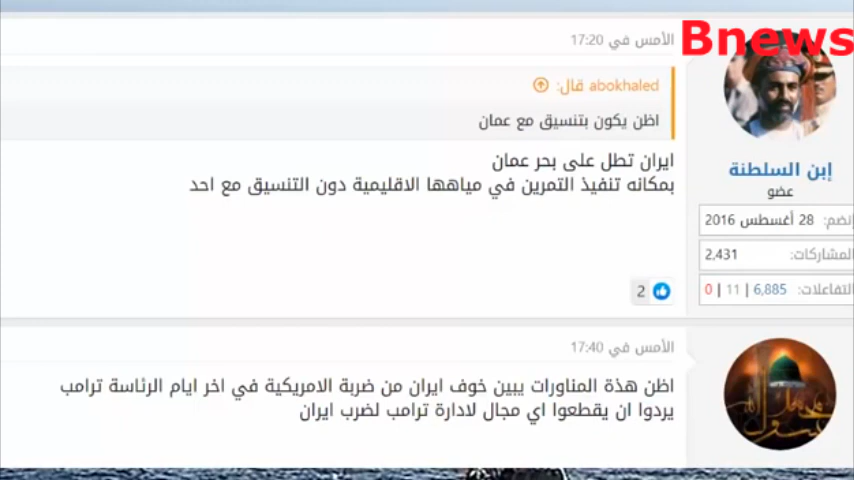 Bnews
الأمس في 17:20
abokhaled قال:
اظن يكون بتنسيق مع عمان
ايران تطل على بحر عمان
بمكانه تنفيذ التمرين في مياهها الاقليمية دون التنسيق مع احد
2
إبن السلطنة
عضو
إنضم: 28 أغسطس 2016
المشاركات: 2,431
التفاعلات: 6,885 | 11 | 0
الأمس في 17:40
اظن هذة المناورات يبين خوف ايران من ضربة الامريكية في اخر ايام الرئاسة ترامب
يردوا ان يقطعوا اي مجال لادارة ترامب لضرب ايران